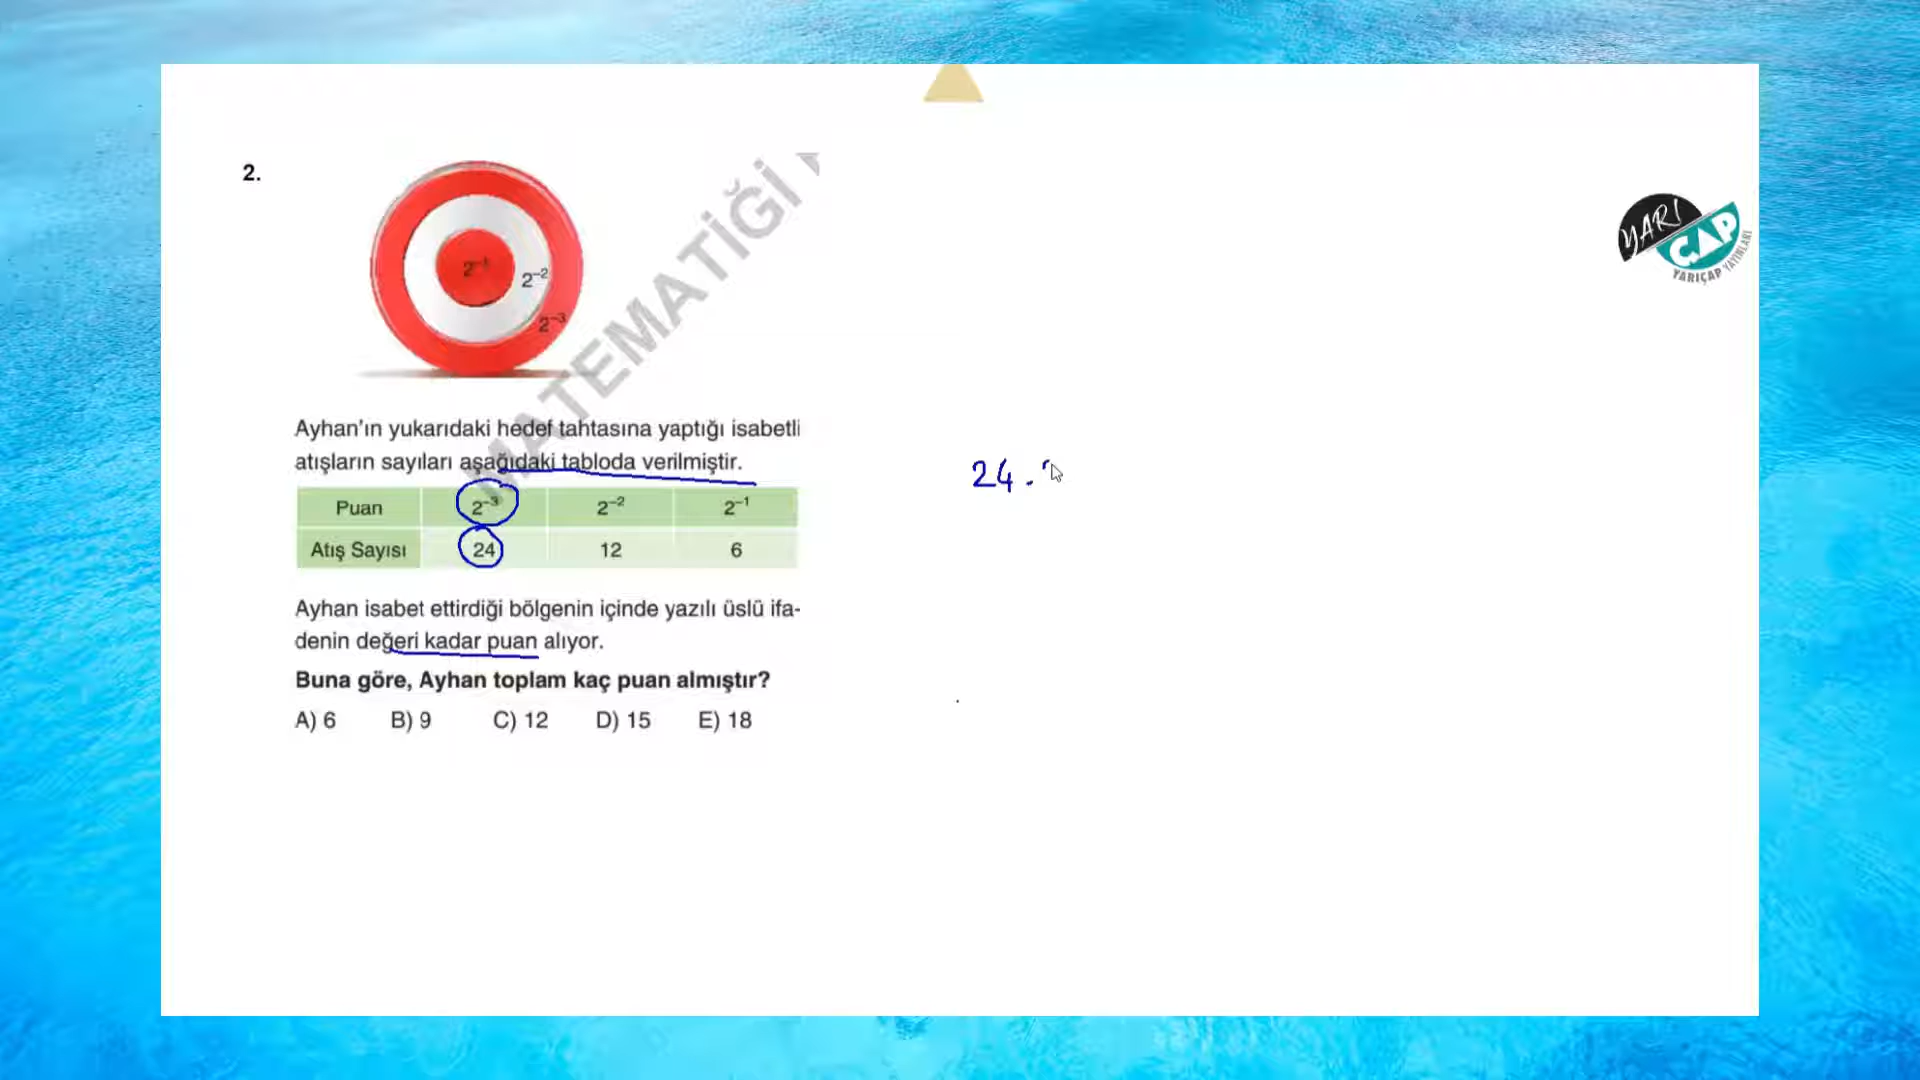 2.
2⁻¹
2⁻²
2⁻³
MATEMATİĞİ
YARI
ÇAP
YARIÇAP YAYINLARI
Ayhan'ın yukarıdaki hedef tahtasına yaptığı isabetli
atışların sayıları aşağıdaki tabloda verilmiştir.
24 .
Puan 2⁻³ 2⁻² 2⁻¹
Atış Sayısı 24 12 6
Ayhan isabet ettirdiği bölgenin içinde yazılı üslü ifa-
denin değeri kadar puan alıyor.
Buna göre, Ayhan toplam kaç puan almıştır?
A) 6 B) 9 C) 12 D) 15 E) 18